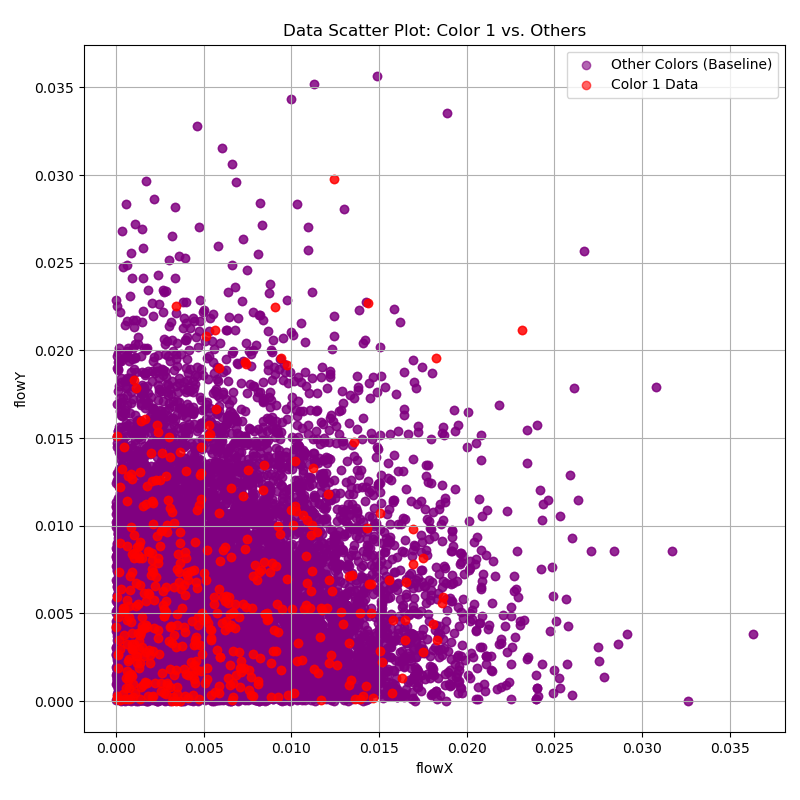 Data Scatter Plot: Color 1 vs. Others
Other Colors (Baseline)
Color 1 Data
flowY
0.035
0.030
0.025
0.020
0.015
0.010
0.005
0.000
0.000 0.005 0.010 0.015 0.020 0.025 0.030 0.035
flowX